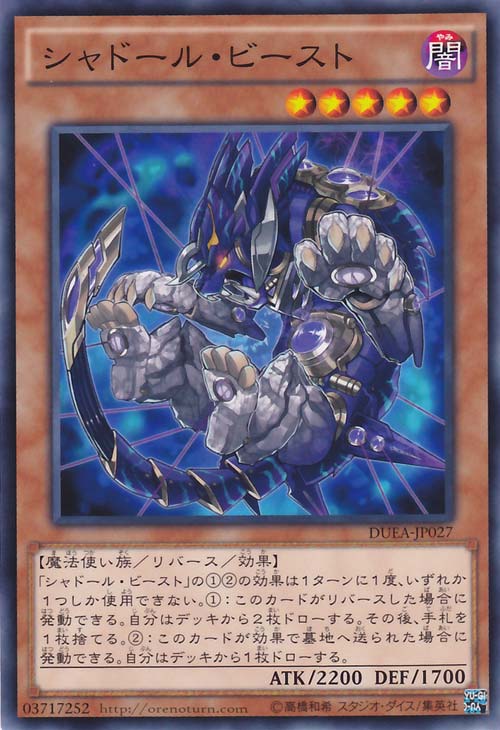 シャドール・ビースト
闇
やみ
DUEA-JP027
【魔法使い族／リバース／効果】
「シャドール・ビースト」の①②の効果は1ターンに1度、いずれか
1つしか使用できない。①：このカードがリバースした場合に
発動できる。自分はデッキから2枚ドローする。その後、手札を
1枚捨てる。②：このカードが効果で墓地へ送られた場合に
発動できる。自分はデッキから1枚ドローする。
ATK/2200 DEF/1700
03717252 http://orenoturn.com/ ©高橋和希 スタジオ・ダイス/集英社